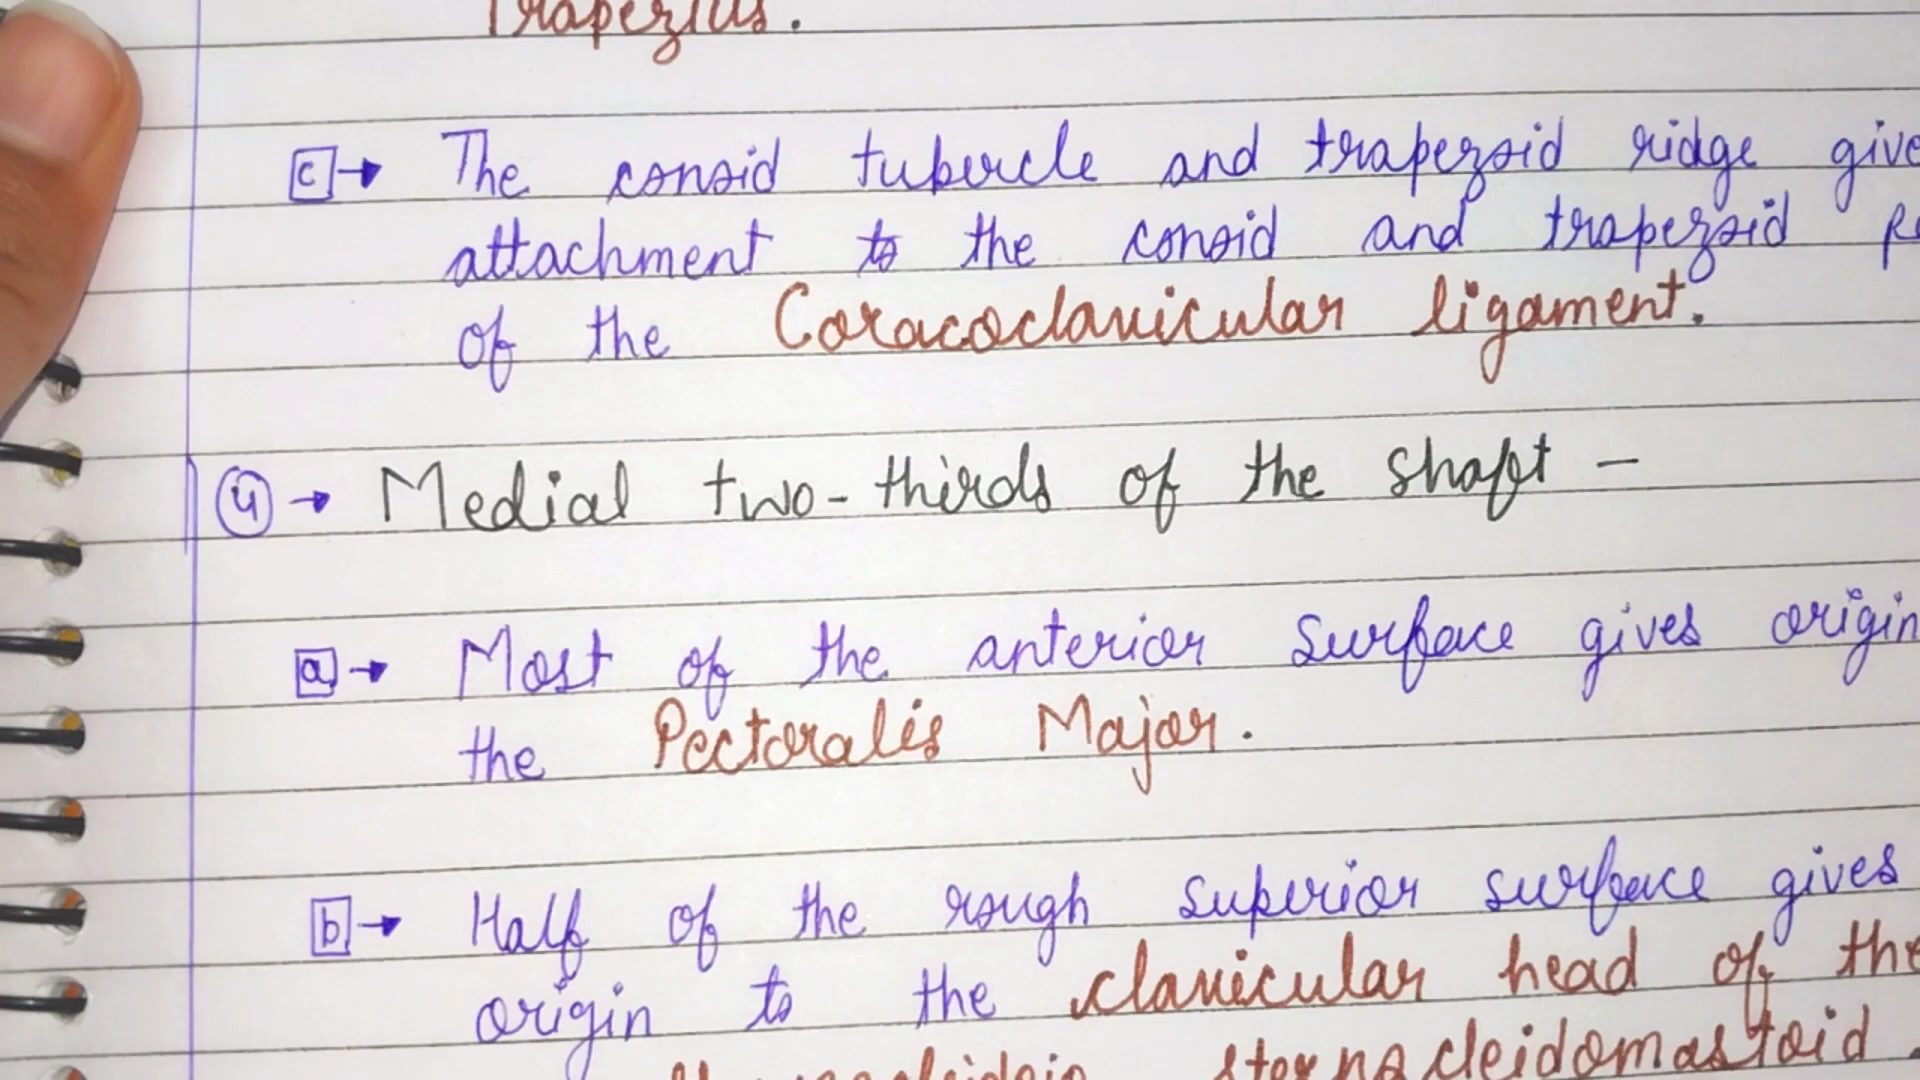 Trapezius.
[c]→ The conoid tubercle and trapezoid ridge give
attachment to the conoid and trapezoid
of the Coracoclavicular ligament.
(4)→ Medial two-thirds of the shaft -
[a]→ Most of the anterior surface gives origin
the Pectoralis Major.
[b]→ Half of the rough superior surface gives
origin to the clavicular head of the
sternocleidomastoid.